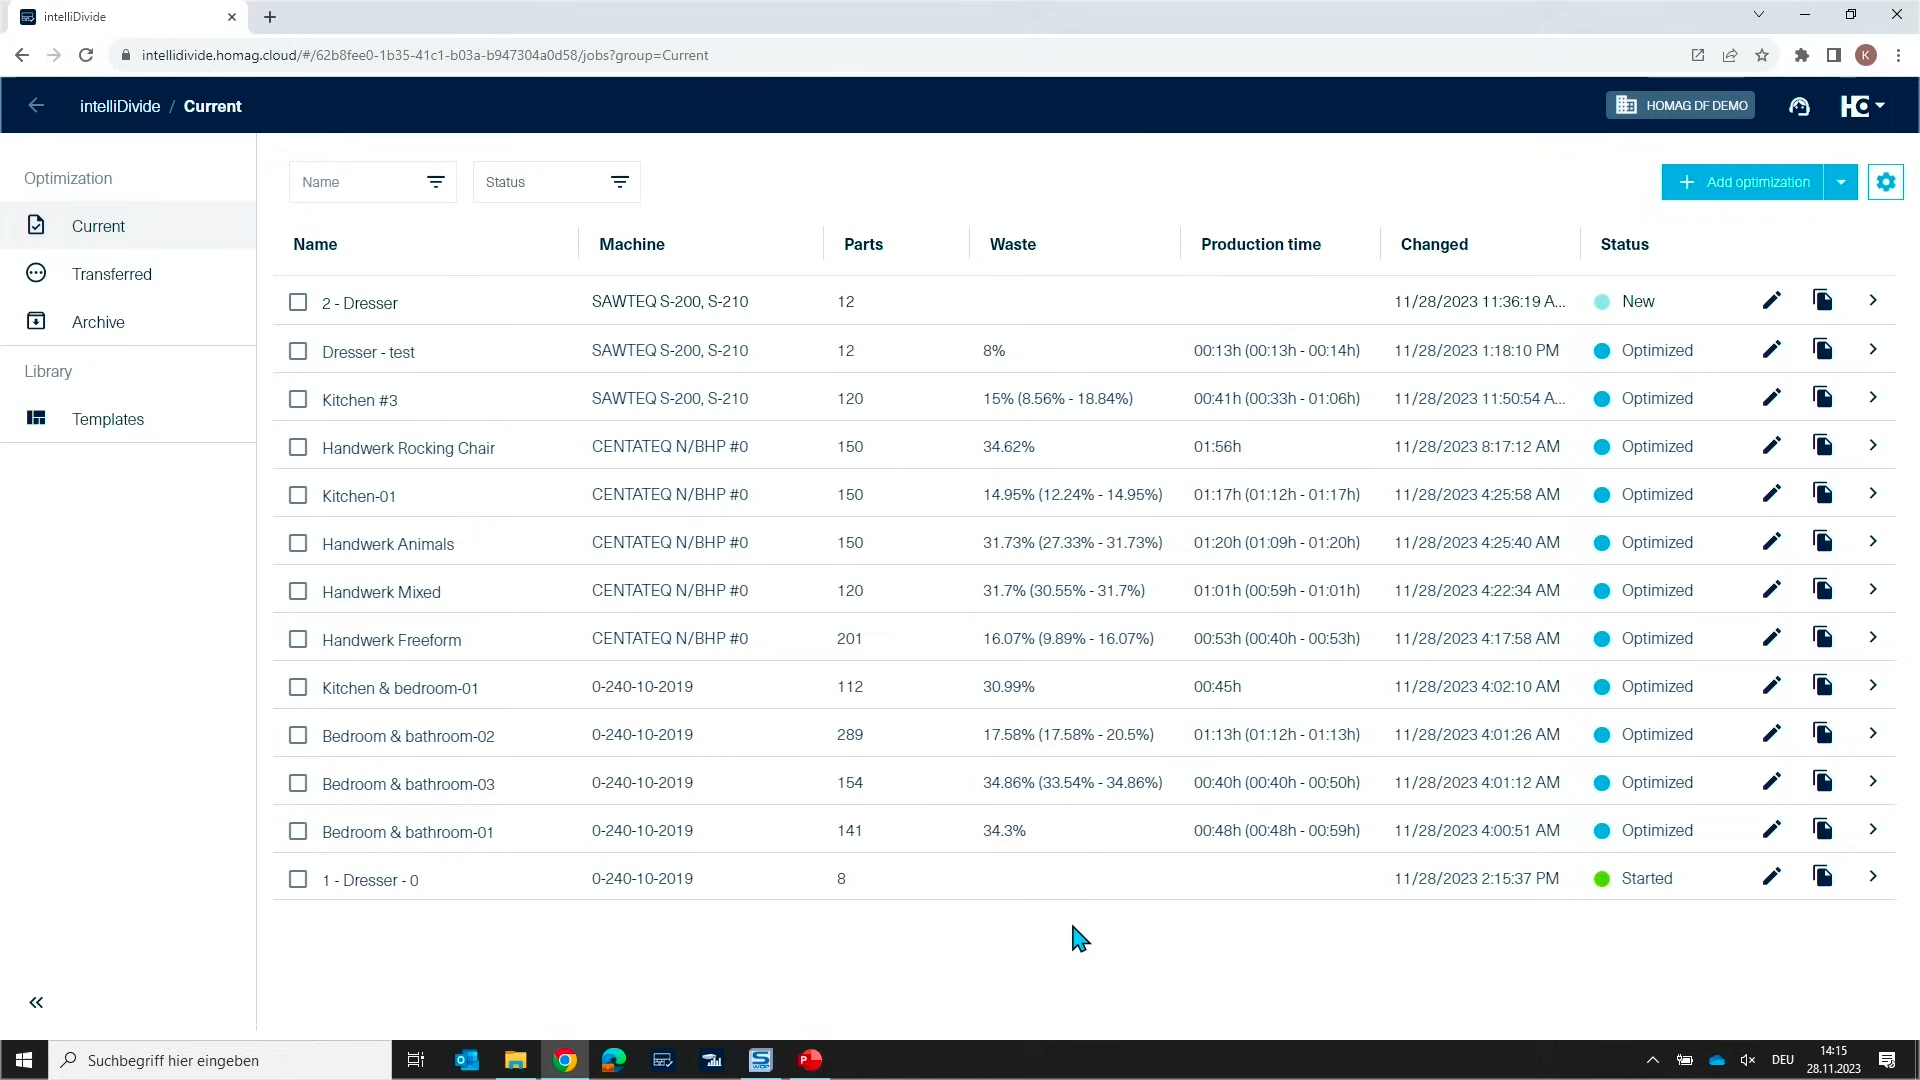 intelliDivide
intellidivide.homag.cloud/#/62b8fee0-1b35-41c1-b03a-b947304a0d58/jobs?group=Current
K
intelliDivide / Current
HOMAG DF DEMO
Optimization
Current
Transferred
Archive
Library
Templates
Name
Status
+ Add optimization
Name Machine Parts Waste Production time Changed Status
2 - Dresser SAWTEQ S-200, S-210 12 11/28/2023 11:36:19 A... New
Dresser - test SAWTEQ S-200, S-210 12 8% 00:13h (00:13h - 00:14h) 11/28/2023 1:18:10 PM Optimized
Kitchen #3 SAWTEQ S-200, S-210 120 15% (8.56% - 18.84%) 00:41h (00:33h - 01:06h) 11/28/2023 11:50:54 A... Optimized
Handwerk Rocking Chair CENTATEQ N/BHP #0 150 34.62% 01:56h 11/28/2023 8:17:12 AM Optimized
Kitchen-01 CENTATEQ N/BHP #0 150 14.95% (12.24% - 14.95%) 01:17h (01:12h - 01:17h) 11/28/2023 4:25:58 AM Optimized
Handwerk Animals CENTATEQ N/BHP #0 150 31.73% (27.33% - 31.73%) 01:20h (01:09h - 01:20h) 11/28/2023 4:25:40 AM Optimized
Handwerk Mixed CENTATEQ N/BHP #0 120 31.7% (30.55% - 31.7%) 01:01h (00:59h - 01:01h) 11/28/2023 4:22:34 AM Optimized
Handwerk Freeform CENTATEQ N/BHP #0 201 16.07% (9.89% - 16.07%) 00:53h (00:40h - 00:53h) 11/28/2023 4:17:58 AM Optimized
Kitchen & bedroom-01 0-240-10-2019 112 30.99% 00:45h 11/28/2023 4:02:10 AM Optimized
Bedroom & bathroom-02 0-240-10-2019 289 17.58% (17.58% - 20.5%) 01:13h (01:12h - 01:13h) 11/28/2023 4:01:26 AM Optimized
Bedroom & bathroom-03 0-240-10-2019 154 34.86% (33.54% - 34.86%) 00:40h (00:40h - 00:50h) 11/28/2023 4:01:12 AM Optimized
Bedroom & bathroom-01 0-240-10-2019 141 34.3% 00:48h (00:48h - 00:59h) 11/28/2023 4:00:51 AM Optimized
1 - Dresser - 0 0-240-10-2019 8 11/28/2023 2:15:37 PM Started
Suchbegriff hier eingeben
DEU
14:15
28.11.2023